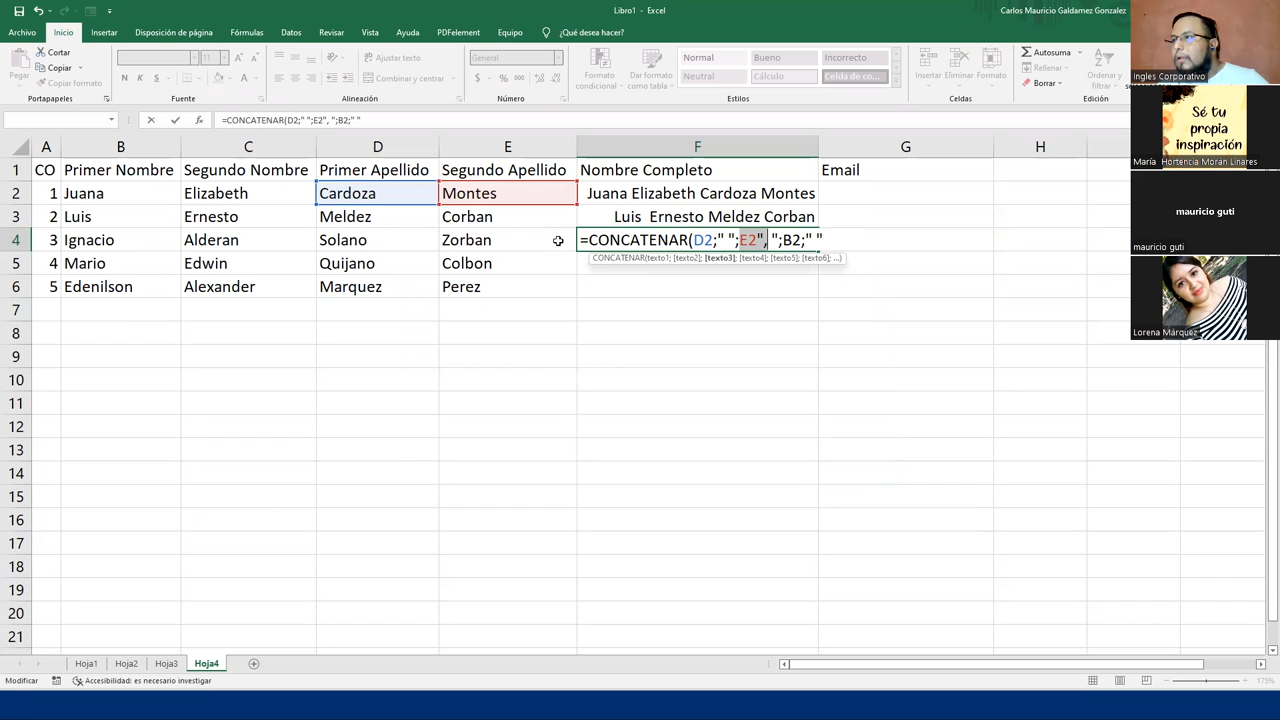 Libro1 - Excel
Carlos Mauricio Galdamez Gonzalez
Archivo Inicio Insertar Disposición de página Fórmulas Datos Revisar Vista Ayuda PDFelement Equipo ¿Qué desea hacer?
Pegar
Cortar
Copiar
Copiar formato
Portapapeles
11
N
Fuente
Ajustar texto
Combinar y centrar
Alineación
General
Número
Formato condicional
Dar formato como tabla
Normal Bueno Incorrecto
Neutral Cálculo Celda de co...
Estilos
Insertar Eliminar Formato
Celdas
Autosuma
Rellenar
Borrar
Ordenar y filtrar
Edición
=CONCATENAR(D2;" ";E2", ";B2;" "
A B C D E F G H
1 CO Primer Nombre Segundo Nombre Primer Apellido Segundo Apellido Nombre Completo Email
2 1 Juana Elizabeth Cardoza Montes Juana Elizabeth Cardoza Montes
3 2 Luis Ernesto Meldez Corban Luis  Ernesto Meldez Corban
4 3 Ignacio Alderan Solano Zorban =CONCATENAR(D2;" ";E2", ";B2;" "
CONCATENAR(texto1; [texto2]; [texto3]; [texto4]; [texto5]; [texto6]; ...)
5 4 Mario Edwin Quijano Colbon
6 5 Edenilson Alexander Marquez Perez
7
8
9
10
11
12
13
14
15
16
17
18
19
20
21
Hoja1 Hoja2 Hoja3 Hoja4
Modificar Accesibilidad: es necesario investigar
175%
Ingles Corporativo
Sé tu
propia
inspiración
María Hortencia Morán Linares
mauricio guti
mauricio guti
Lorena Márquez